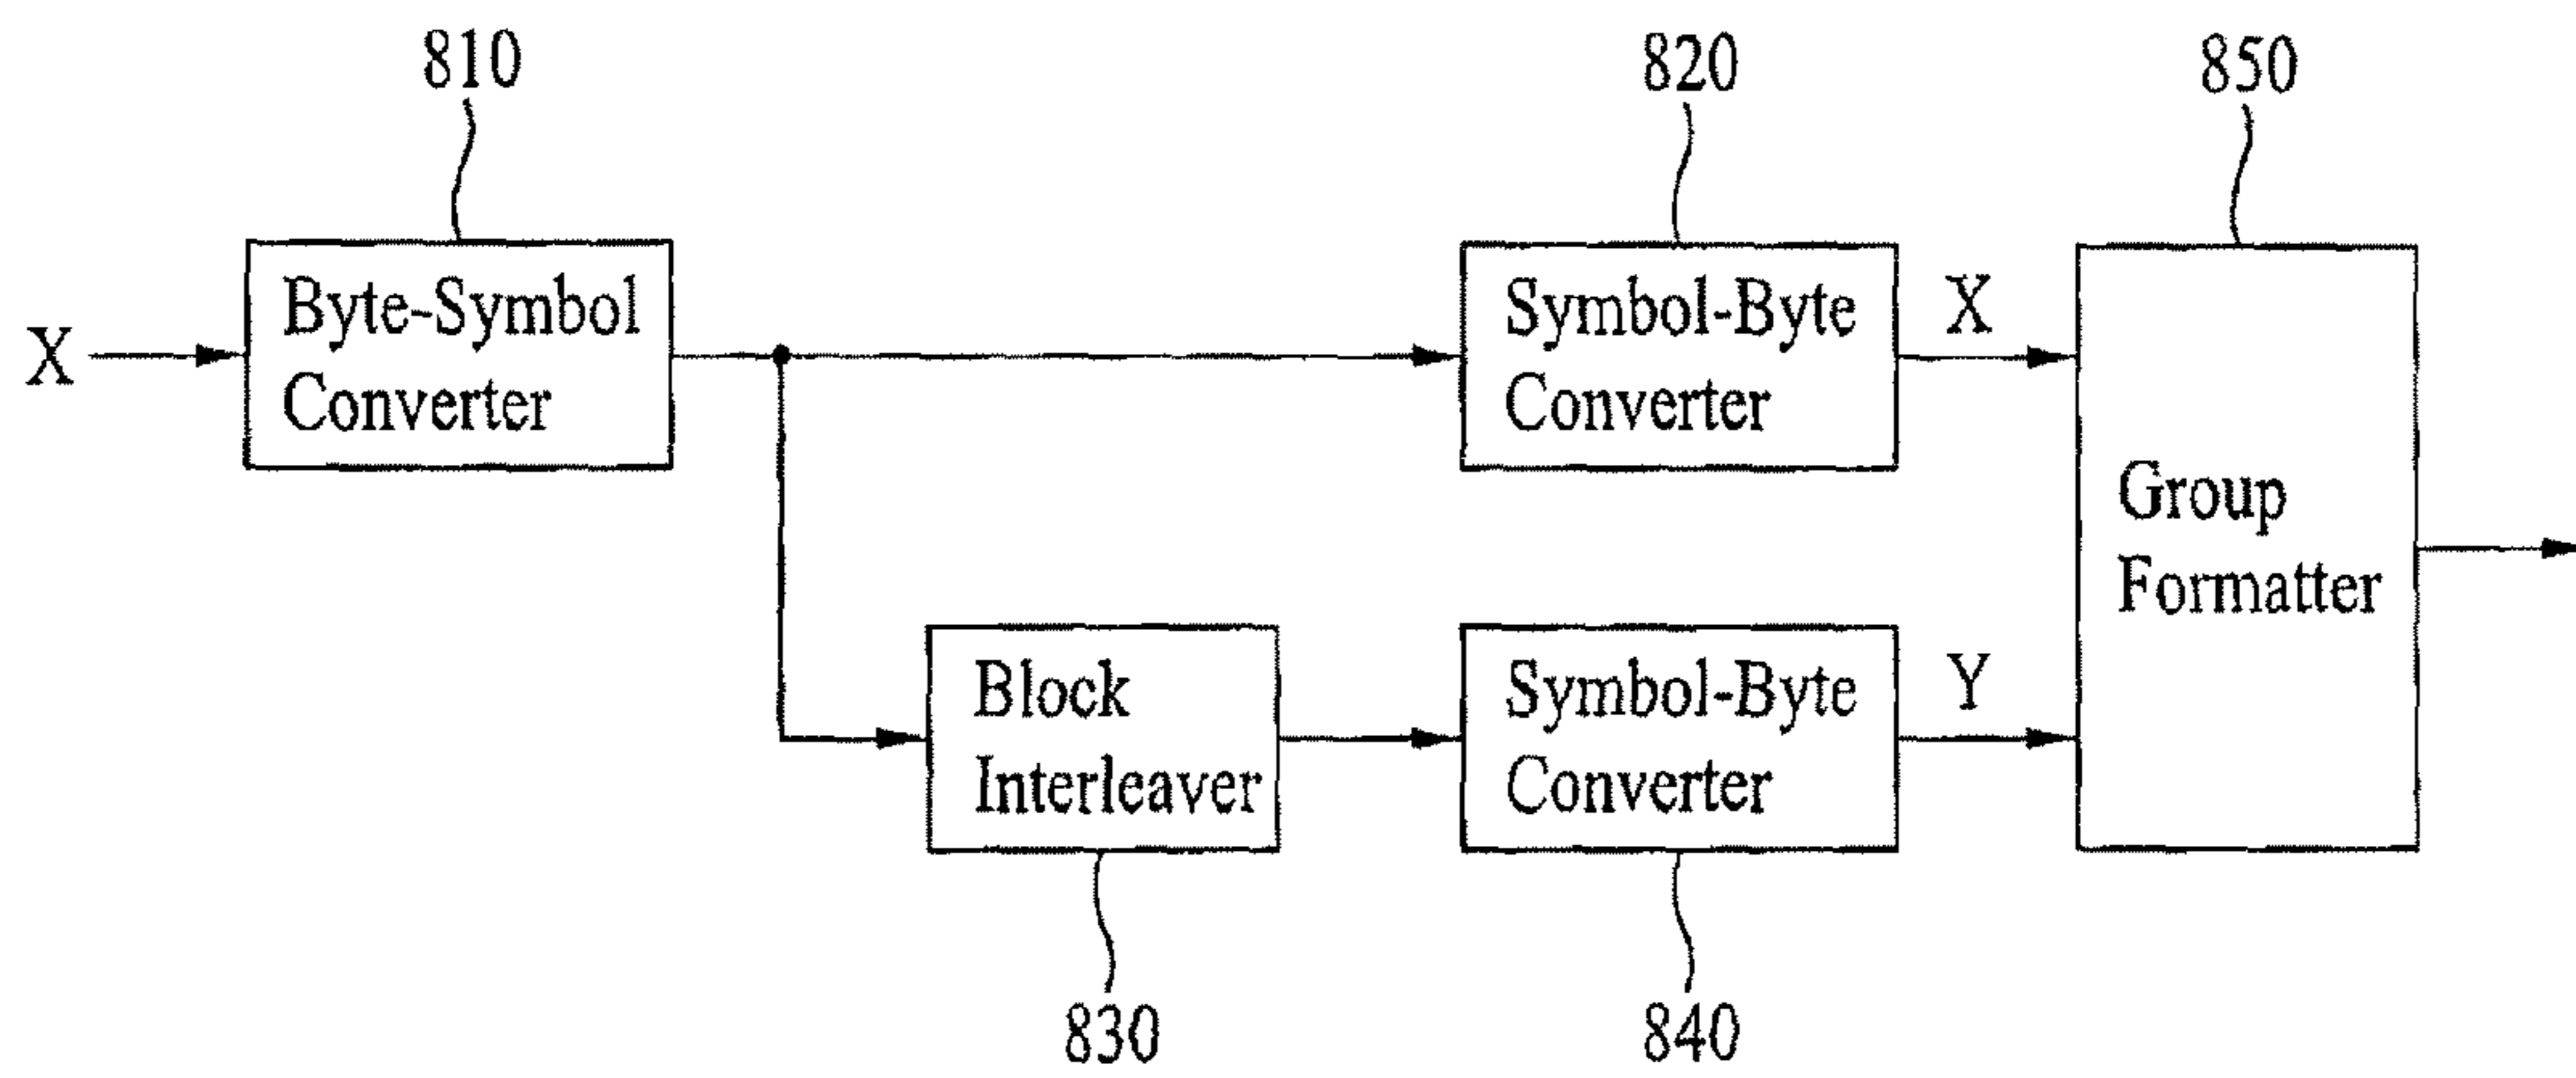 810
820
850
X
Byte-Symbol
Converter
Symbol-Byte
Converter
X
Group
Formatter
Block
Interleaver
Symbol-Byte
Converter
Y
830
840